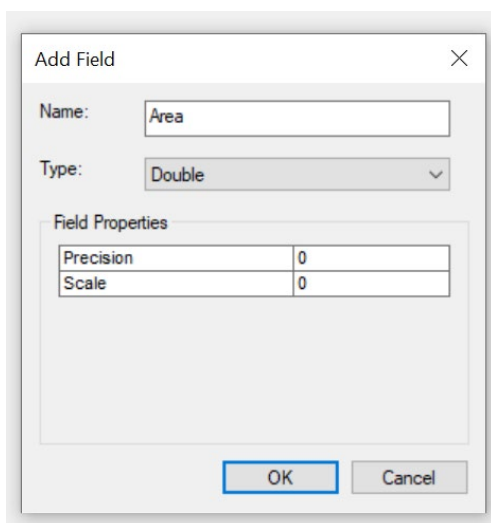 Add Field
Name: Area
Type: Double
Field Properties
Precision 0
Scale 0
OK Cancel